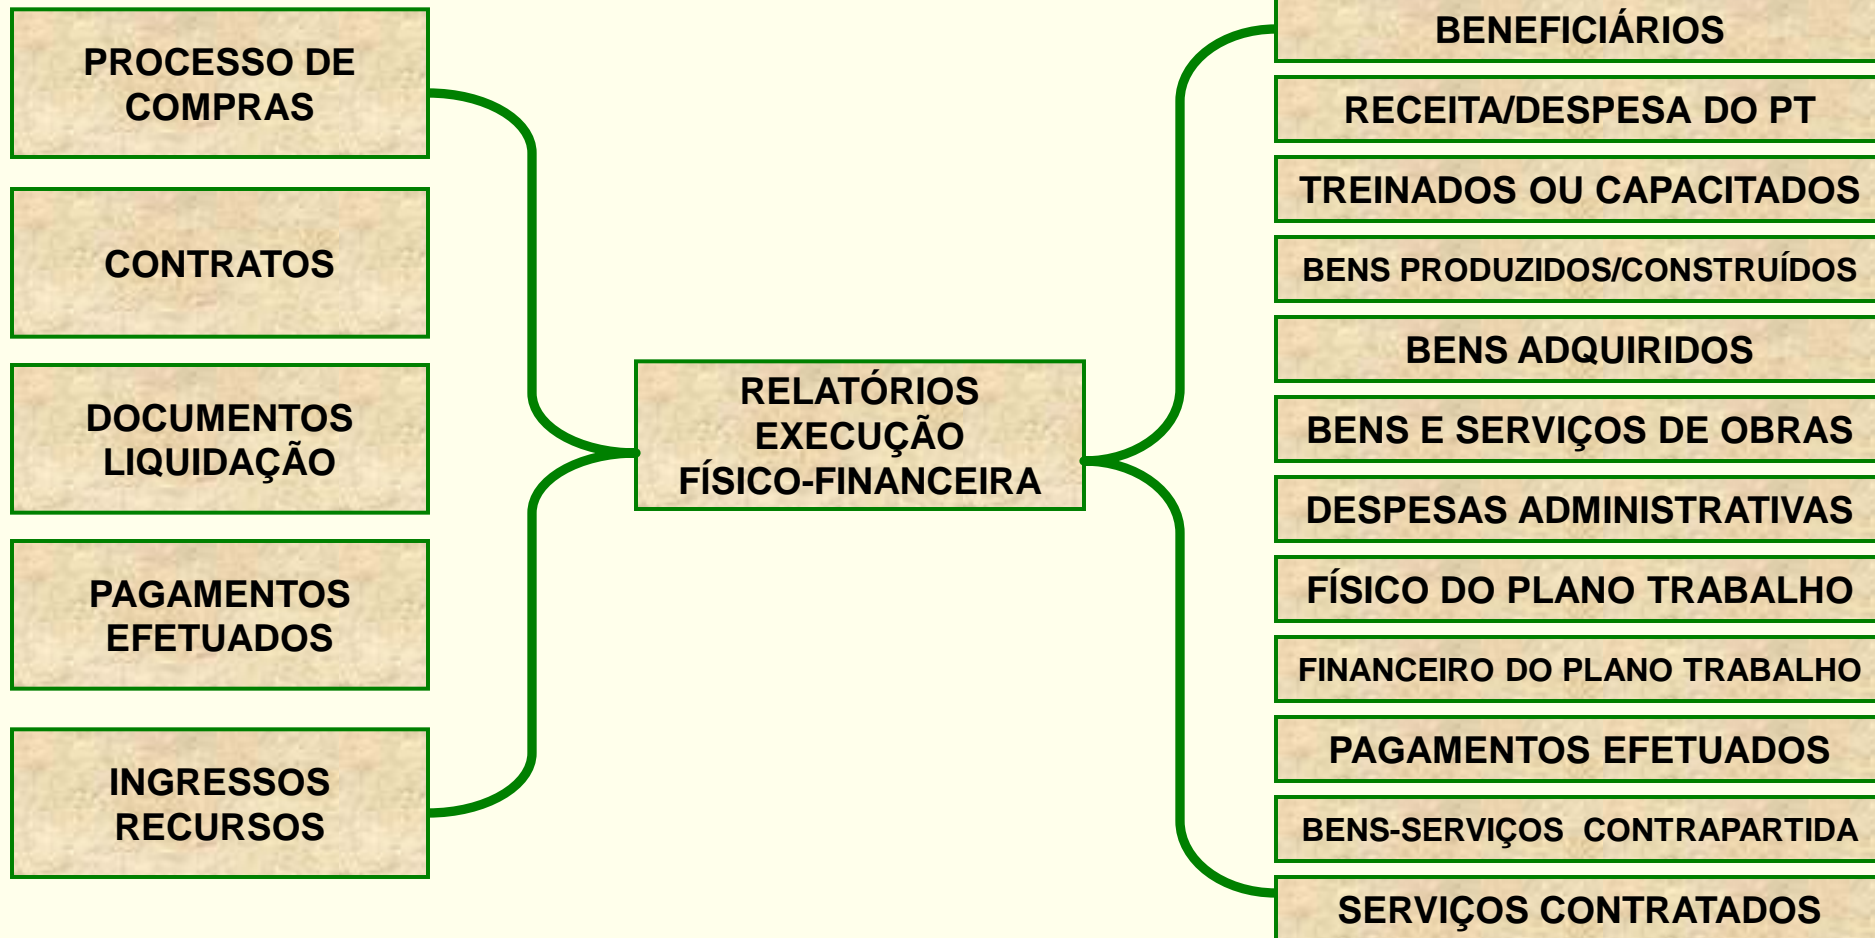 PROCESSO DE
COMPRAS
CONTRATOS
DOCUMENTOS
LIQUIDAÇÃO
PAGAMENTOS
EFETUADOS
INGRESSOS
RECURSOS
RELATÓRIOS
EXECUÇÃO
FÍSICO-FINANCEIRA
BENEFICIÁRIOS
RECEITA/DESPESA DO PT
TREINADOS OU CAPACITADOS
BENS PRODUZIDOS/CONSTRUÍDOS
BENS ADQUIRIDOS
BENS E SERVIÇOS DE OBRAS
DESPESAS ADMINISTRATIVAS
FÍSICO DO PLANO TRABALHO
FINANCEIRO DO PLANO TRABALHO
PAGAMENTOS EFETUADOS
BENS-SERVIÇOS CONTRAPARTIDA
SERVIÇOS CONTRATADOS